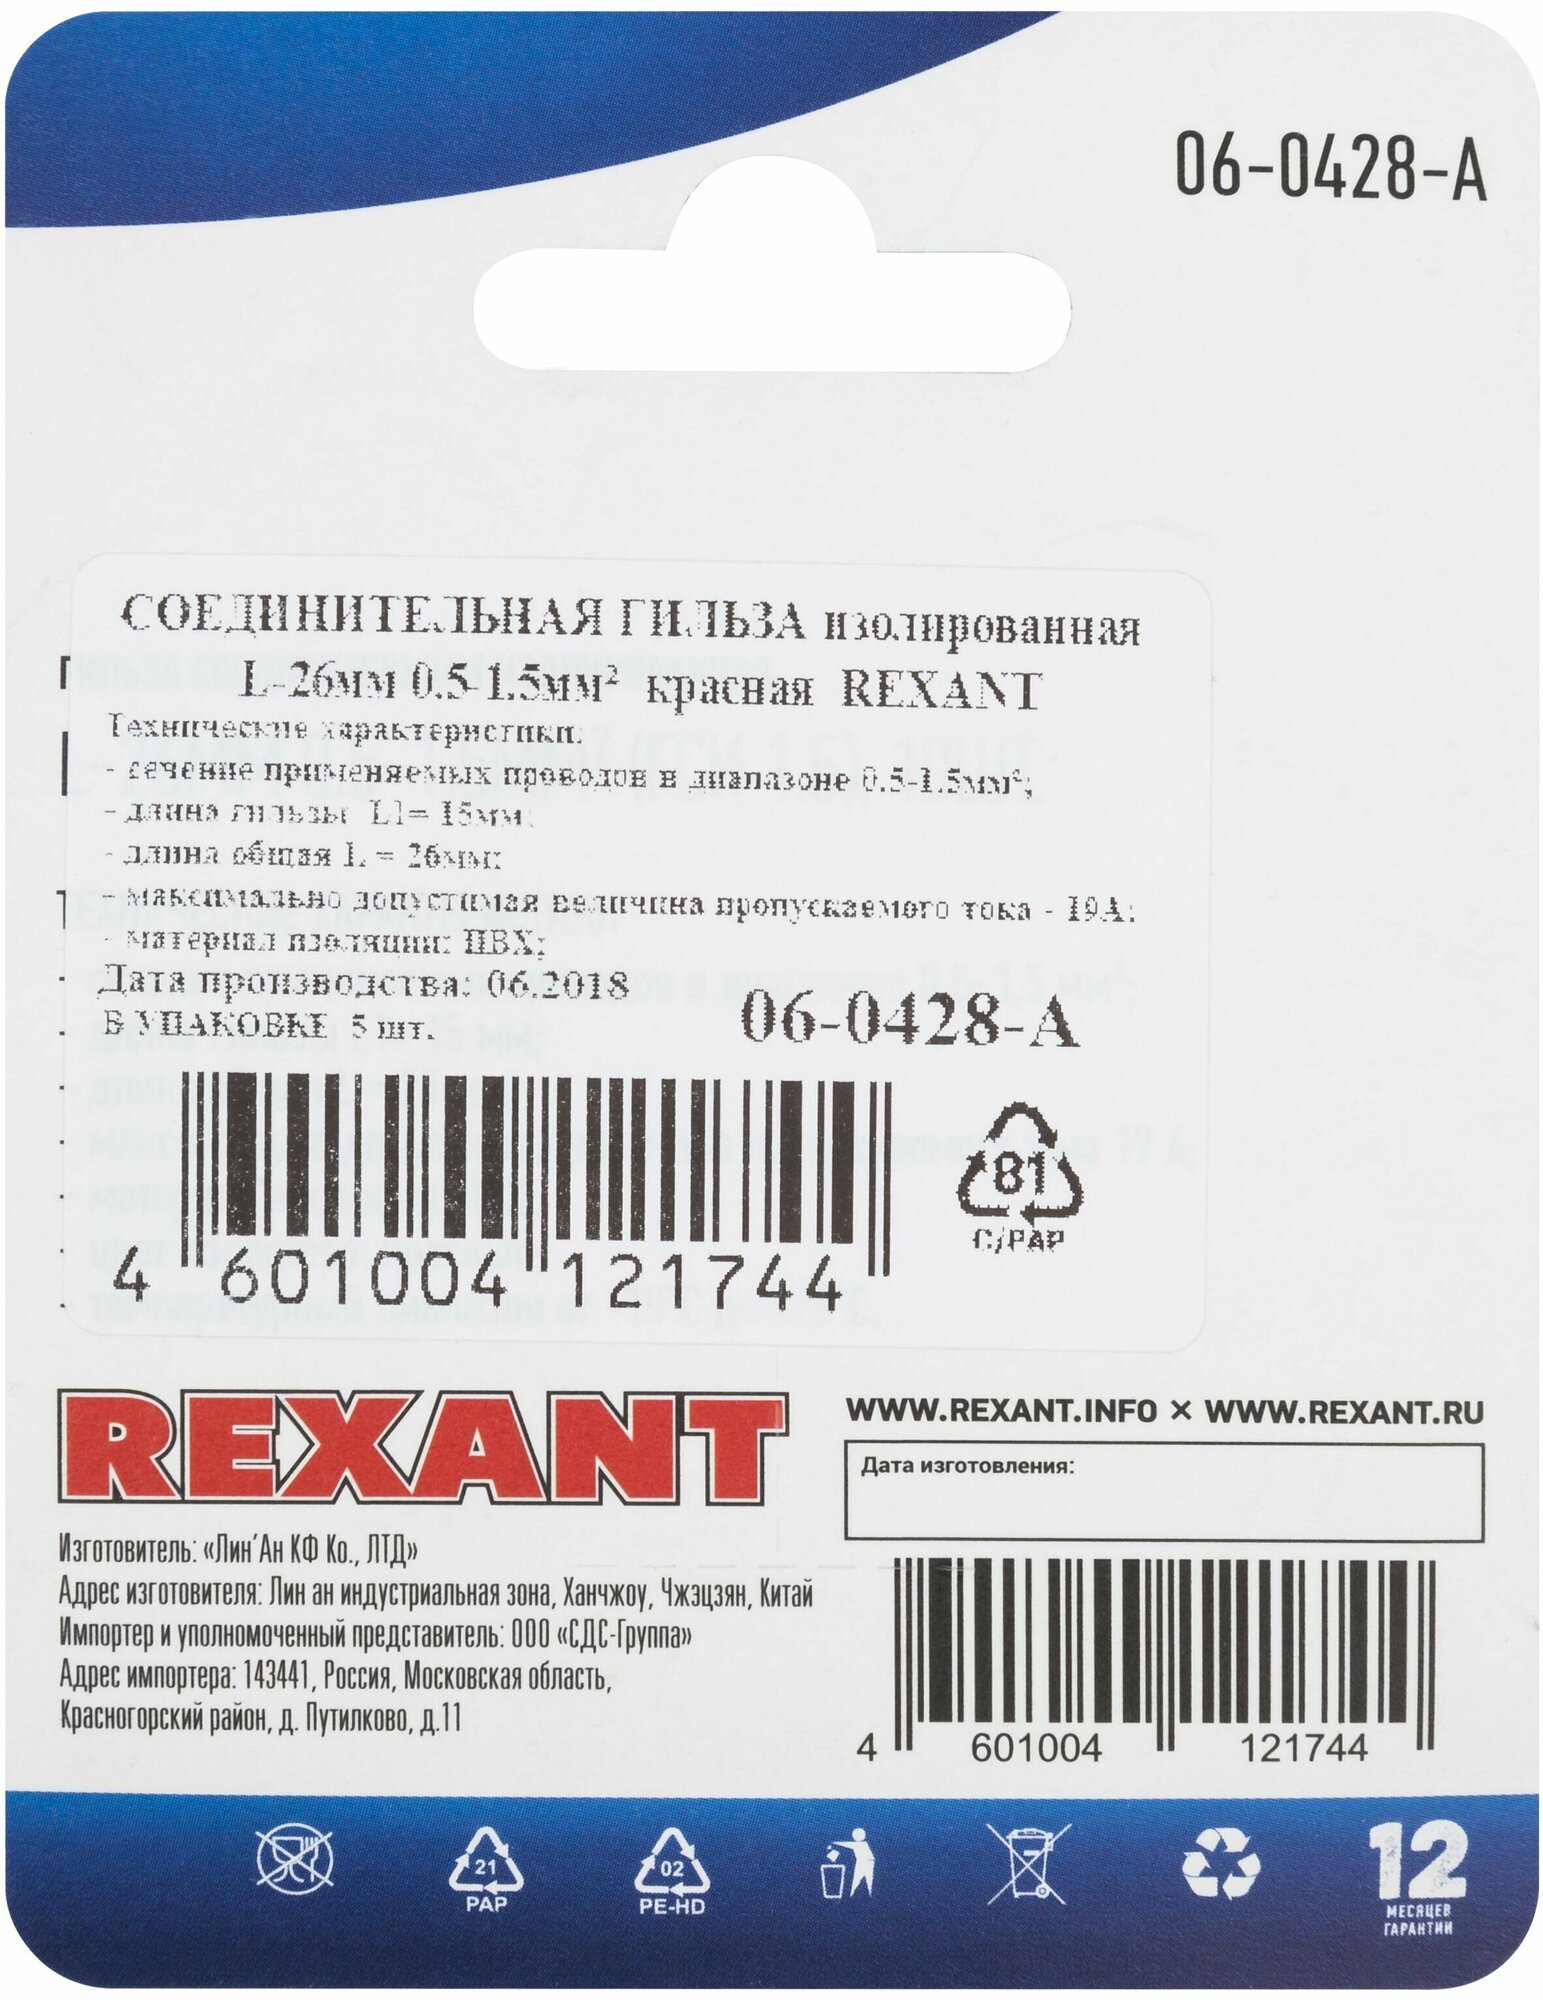 06-0428-А
СОЕДИНИТЕЛЬНАЯ ГИЛЬЗА изолированная
L-26мм 0.5-1.5мм² красная REXANT
Технические характеристики:
- сечение применяемых проводов в диапазоне 0.5-1.5мм²;
- длина гильзы L1= 15мм;
- длина общая L = 26мм;
- максимально допустимая величина пропускаемого тока - 19А;
- материал изоляции: ПВХ;
Дата производства: 06.2018
В УПАКОВКЕ 5 шт.
06-0428-А
4 601004 121744
81
C/PAP
REXANT
WWW.REXANT.INFO × WWW.REXANT.RU
Дата изготовления:
Изготовитель: «Лин'Ан КФ Ко., ЛТД»
Адрес изготовителя: Лин ан индустриальная зона, Ханчжоу, Чжэцзян, Китай
Импортер и уполномоченный представитель: ООО «СДС-Группа»
Адрес импортера: 143441, Россия, Московская область,
Красногорский район, д. Путилково, д.11
4 601004 121744
21
PAP
02
PE-HD
12
МЕСЯЦЕВ
ГАРАНТИИ